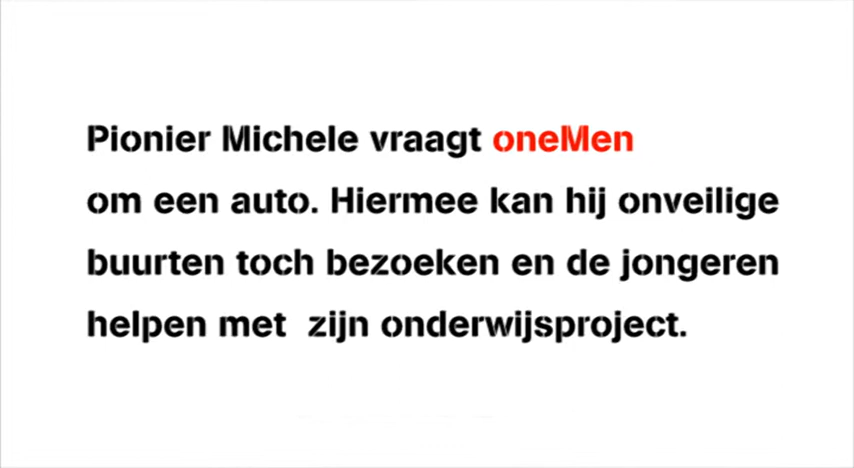 Pionier Michele vraagt oneMen
om een auto. Hiermee kan hij onveilige
buurten toch bezoeken en de jongeren
helpen met  zijn onderwijsproject.